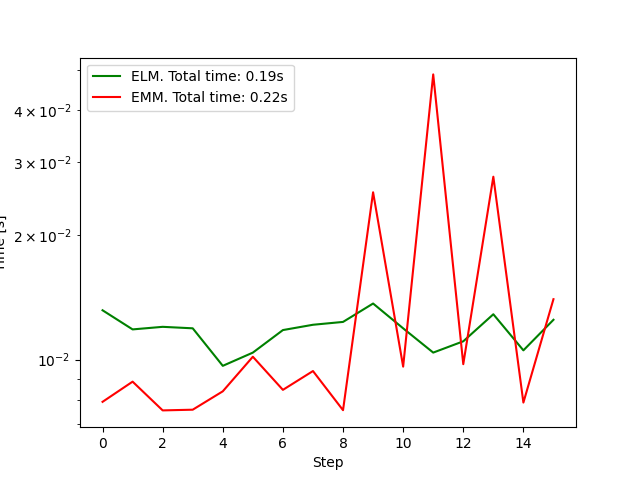 ELM. Total time: 0.19s
EMM. Total time: 0.22s
4 × 10⁻²
3 × 10⁻²
2 × 10⁻²
10⁻²
Time [s]
0 2 4 6 8 10 12 14
Step